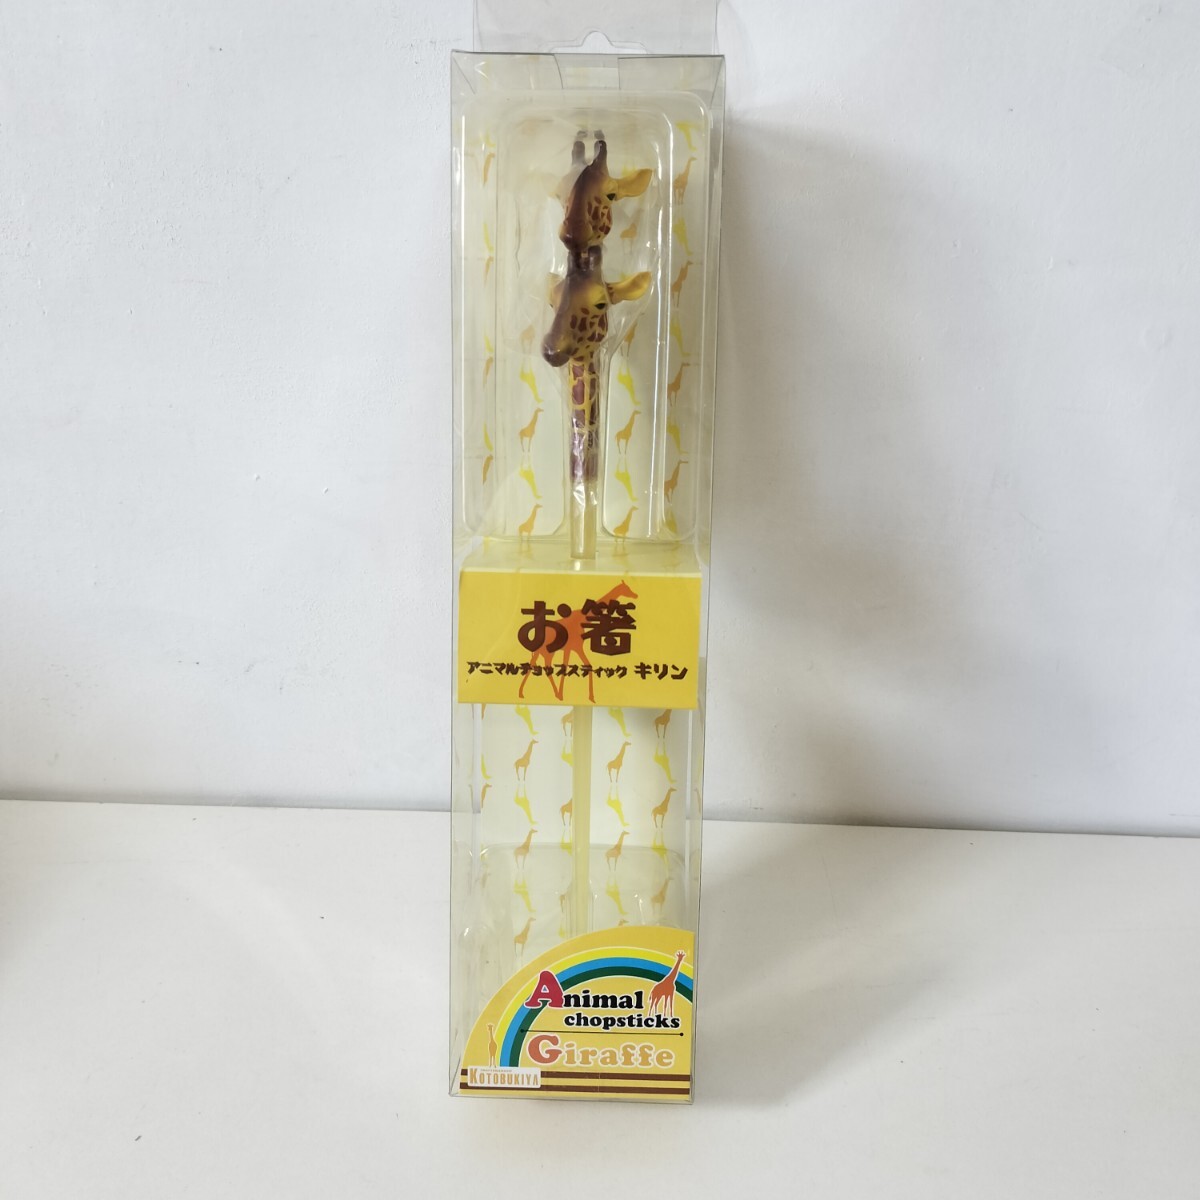 お箸
アニマルチョップスティック キリン
Animal
chopsticks
Giraffe
KOTOBUKIYA